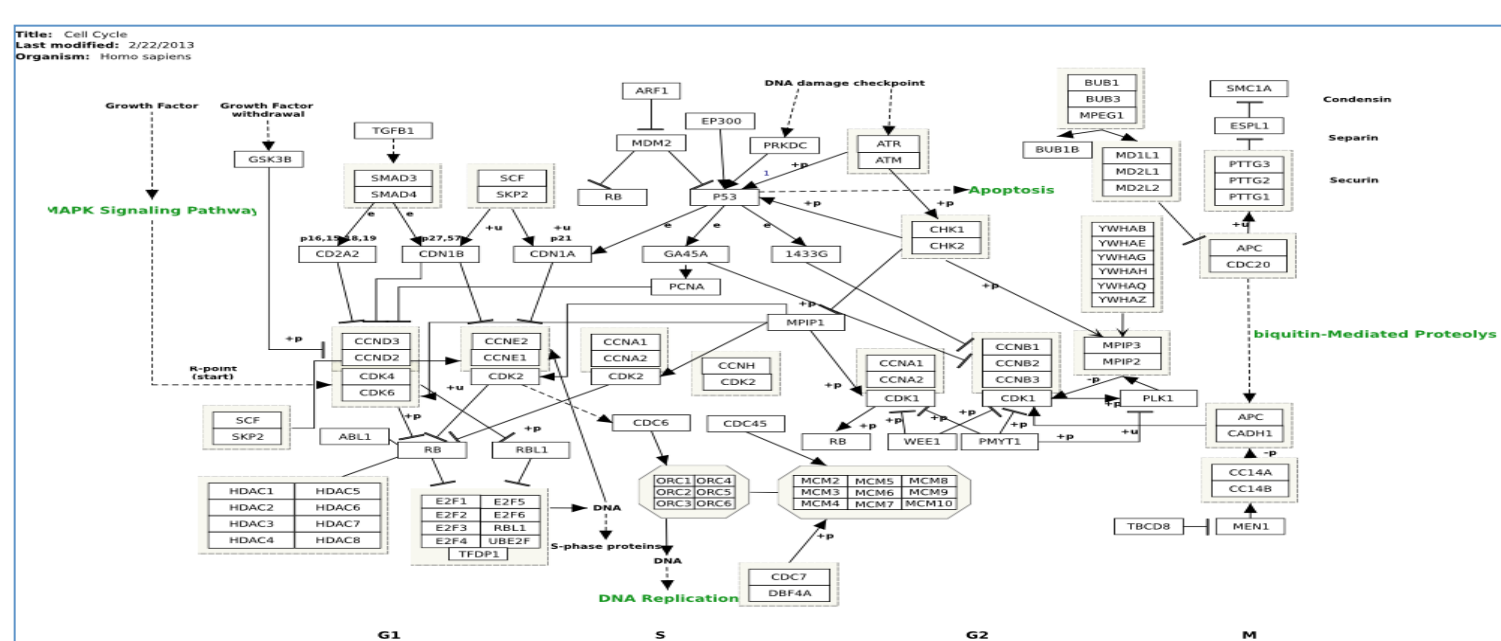 Title: Cell Cycle
Last modified: 2/22/2013
Organism: Homo sapiens
Growth Factor
Growth Factor
withdrawal
GSK3B
TGFB1
SMAD3
SMAD4
SCF
SKP2
ARF1
MDM2
RB
EP300
DNA damage checkpoint
PRKDC
ATR
ATM
P53
1
+p
Apoptosis
+p
+p
CHK1
CHK2
BUB1
BUB3
MPEG1
BUB1B
MD1L1
MD2L1
MD2L2
SMC1A
Condensin
ESPL1
Separin
PTTG3
PTTG2
PTTG1
Securin
+u
APC
CDC20
MAPK Signaling Pathway
e
e
+u
+u
e
e
e
CD2A2
p27,57
CDN1B
p21
CDN1A
GA45A
1433G
PCNA
YWHAB
YWHAE
YWHAG
YWHAH
YWHAQ
YWHAZ
+p
+p
MPIP1
+p
CCND3
CCND2
CDK4
CDK6
CCNE2
CCNE1
CDK2
CCNA1
CCNA2
CDK2
CCNH
CDK2
CCNA1
CCNA2
CDK1
CCNB1
CCNB2
CCNB3
CDK1
MPIP3
MPIP2
-p
+p
PLK1
biquitin-Mediated Proteolys
R-point
(start)
+u
+p
+p
+p
+p
+p
+p
+p
+u
SCF
SKP2
ABL1
RB
RBL1
CDC6
CDC45
RB
WEE1
PMYT1
APC
CADH1
-p
CC14A
CC14B
TBCD8
MEN1
HDAC1 HDAC5
HDAC2 HDAC6
HDAC3 HDAC7
HDAC4 HDAC8
E2F1 E2F5
E2F2 E2F6
E2F3 RBL1
E2F4 UBE2F
TFDP1
DNA
S-phase proteins
ORC1 ORC4
ORC2 ORC5
ORC3 ORC6
MCM2 MCM5 MCM8
MCM3 MCM6 MCM9
MCM4 MCM7 MCM10
+p
DNA
DNA Replication
CDC7
DBF4A
G1 S G2 M